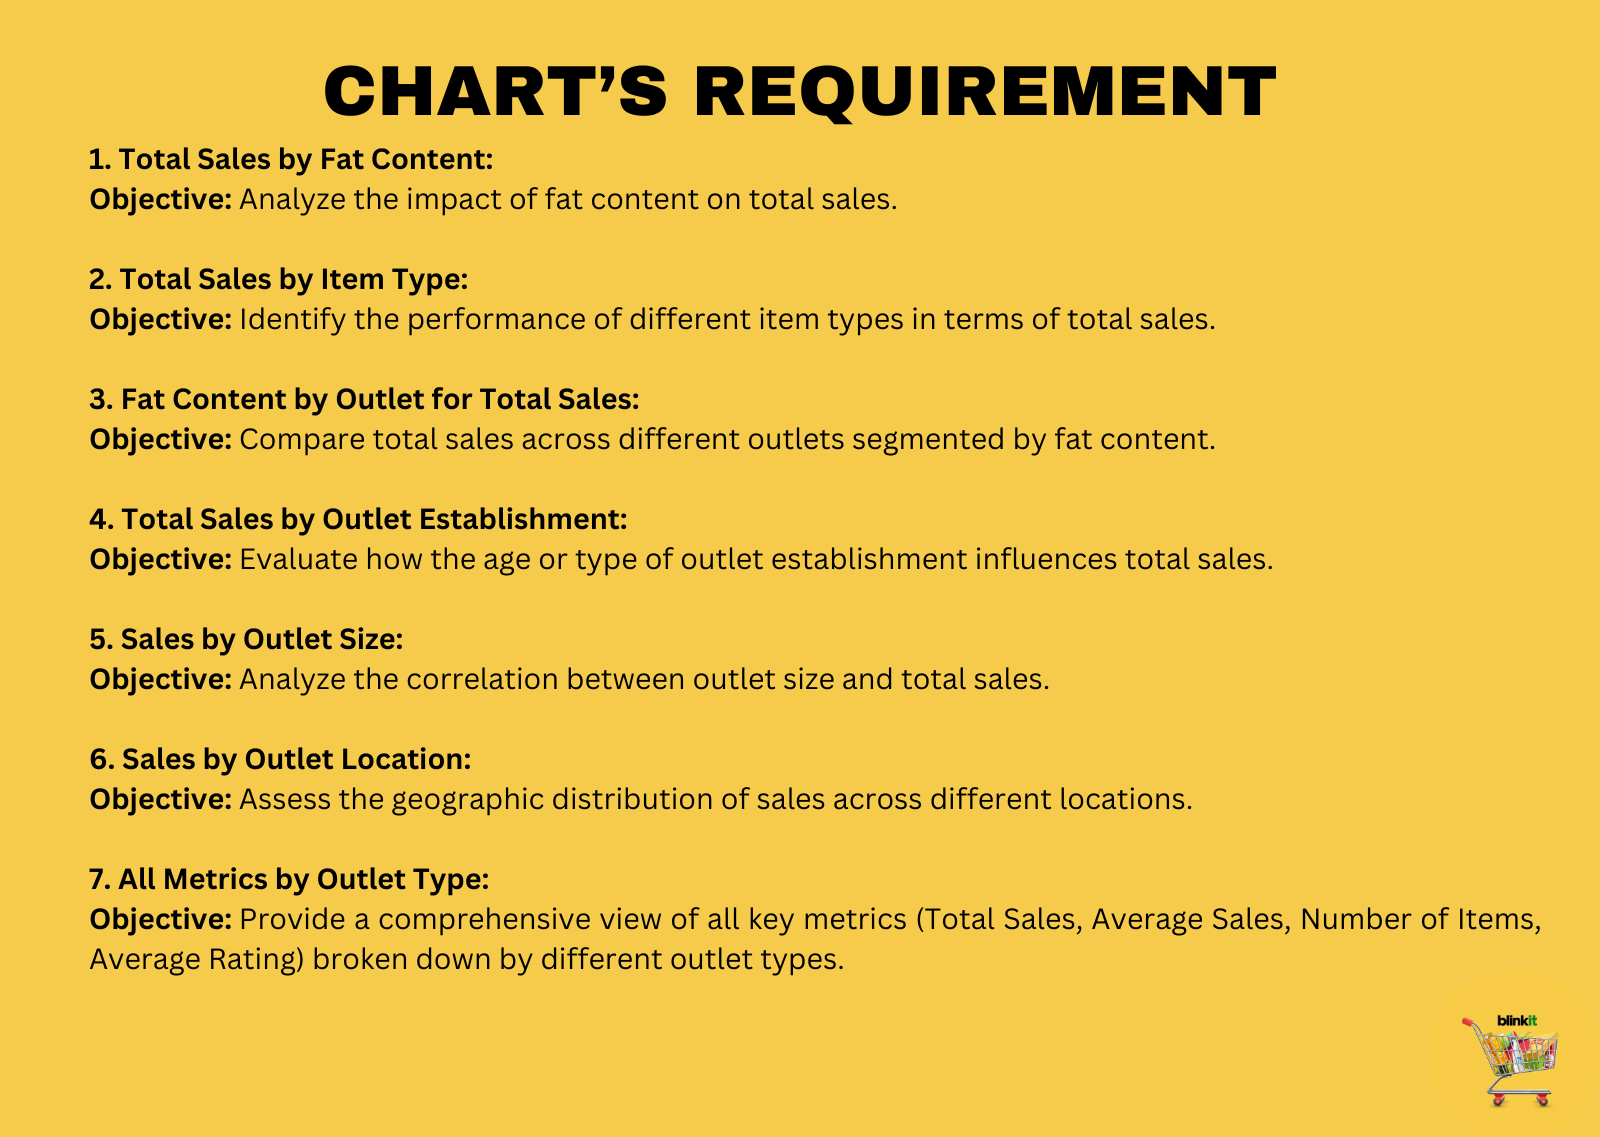 CHART’S REQUIREMENT
1. Total Sales by Fat Content:
Objective: Analyze the impact of fat content on total sales.
2. Total Sales by Item Type:
Objective: Identify the performance of different item types in terms of total sales.
3. Fat Content by Outlet for Total Sales:
Objective: Compare total sales across different outlets segmented by fat content.
4. Total Sales by Outlet Establishment:
Objective: Evaluate how the age or type of outlet establishment influences total sales.
5. Sales by Outlet Size:
Objective: Analyze the correlation between outlet size and total sales.
6. Sales by Outlet Location:
Objective: Assess the geographic distribution of sales across different locations.
7. All Metrics by Outlet Type:
Objective: Provide a comprehensive view of all key metrics (Total Sales, Average Sales, Number of Items,
Average Rating) broken down by different outlet types.
blinkit